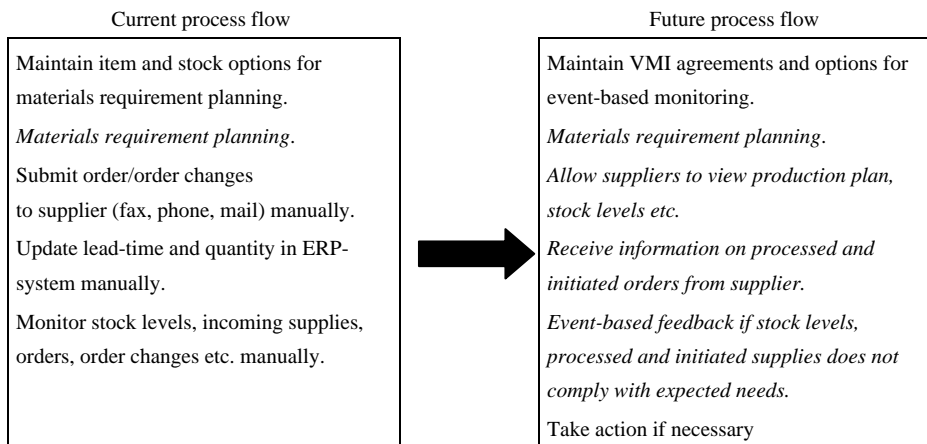 Current process flow
Maintain item and stock options for
materials requirement planning.
Materials requirement planning.
Submit order/order changes
to supplier (fax, phone, mail) manually.
Update lead-time and quantity in ERP-
system manually.
Monitor stock levels, incoming supplies,
orders, order changes etc. manually.
Future process flow
Maintain VMI agreements and options for
event-based monitoring.
Materials requirement planning.
Allow suppliers to view production plan,
stock levels etc.
Receive information on processed and
initiated orders from supplier.
Event-based feedback if stock levels,
processed and initiated supplies does not
comply with expected needs.
Take action if necessary